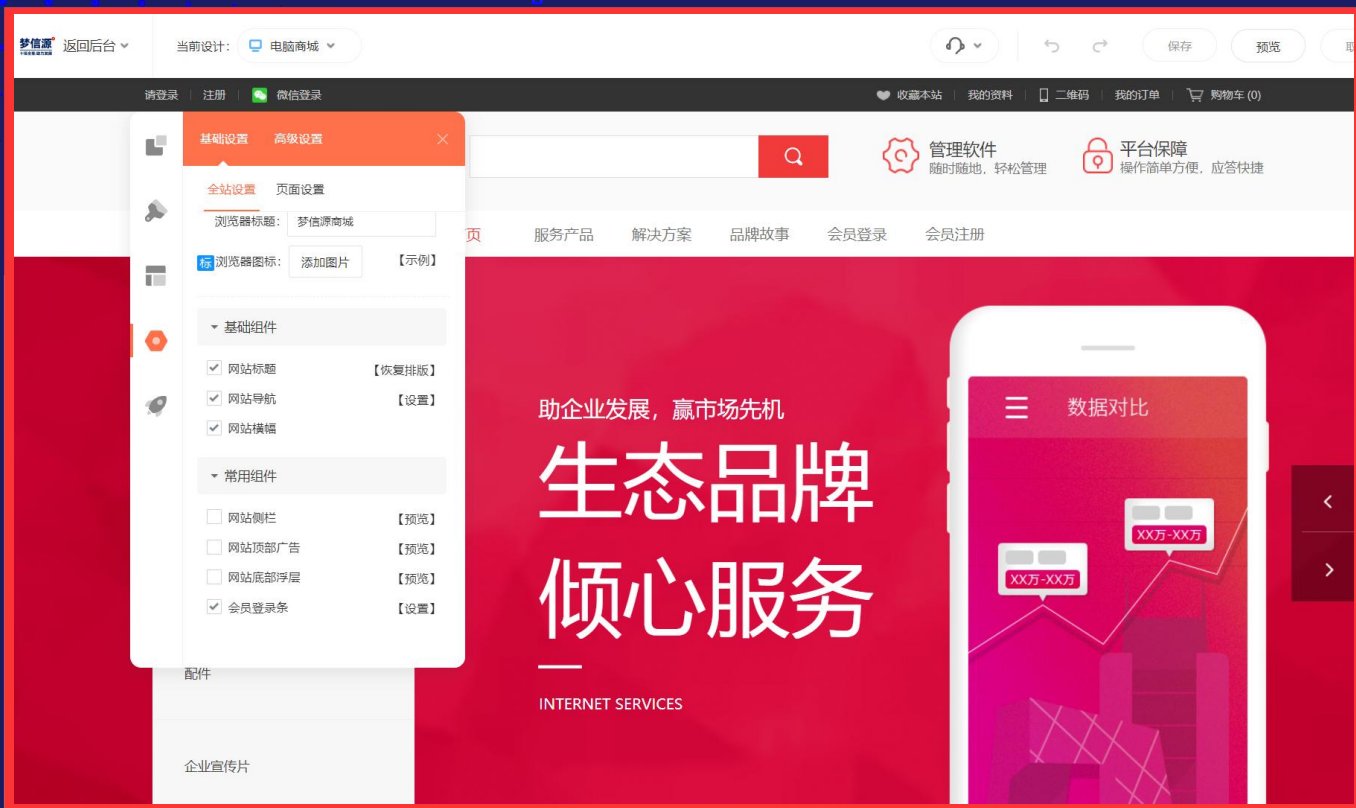 梦信源 返回后台 当前设计： 电脑商城 保存 预览
请登录 注册 微信登录 收藏本站 我的资料 二维码 我的订单 购物车 (0)
基础设置 高级设置
管理软件
随时随地，轻松管理
平台保障
操作简单方便，应答快捷
全站设置 页面设置
浏览器标题： 梦信源商城
页 服务产品 解决方案 品牌故事 会员登录 会员注册
标 浏览器图标： 添加图片 【示例】
基础组件
网站标题 【恢复排版】
网站导航 【设置】
网站横幅
常用组件
网站侧栏 【预览】
网站顶部广告 【预览】
网站底部浮层 【预览】
会员登录条 【设置】
配件
企业宣传片
助企业发展，赢市场先机
生态品牌
倾心服务
INTERNET SERVICES
数据对比
XX万-XX万
XX万-XX万